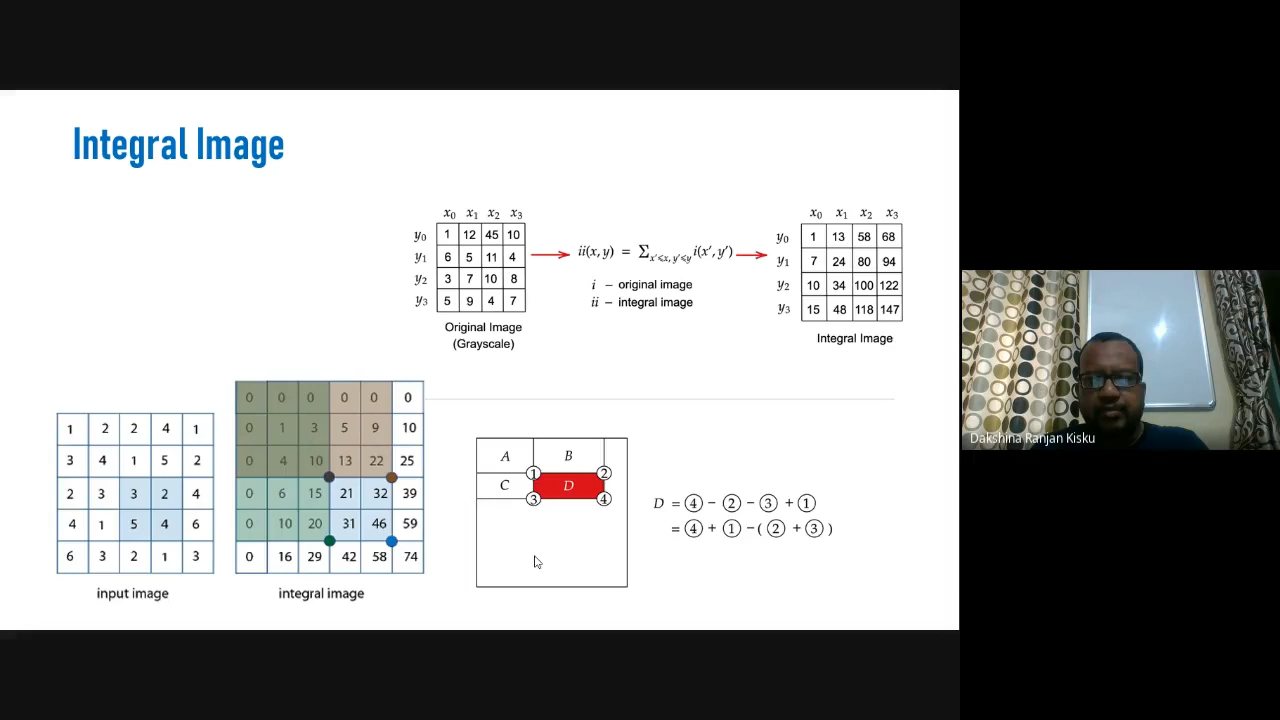 Integral Image
x₀ x₁ x₂ x₃
y₀ 1 12 45 10
y₁ 6 5 11 4
y₂ 3 7 10 8
y₃ 5 9 4 7
Original Image
(Grayscale)
ii(x, y) = ∑x'⩽x, y'⩽y i(x', y')
i – original image
ii – integral image
x₀ x₁ x₂ x₃
y₀ 1 13 58 68
y₁ 7 24 80 94
y₂ 10 34 100 122
y₃ 15 48 118 147
Integral Image
1 2 2 4 1
3 4 1 5 2
2 3 3 2 4
4 1 5 4 6
6 3 2 1 3
input image
0 0 0 0 0 0
0 1 3 5 9 10
0 4 10 13 22 25
0 6 15 21 32 39
0 10 20 31 46 59
0 16 29 42 58 74
integral image
A B
① ②
C D
③ ④
D = ④ – ② – ③ + ①
= ④ + ① – ( ② + ③ )
Dakshina Ranjan Kisku